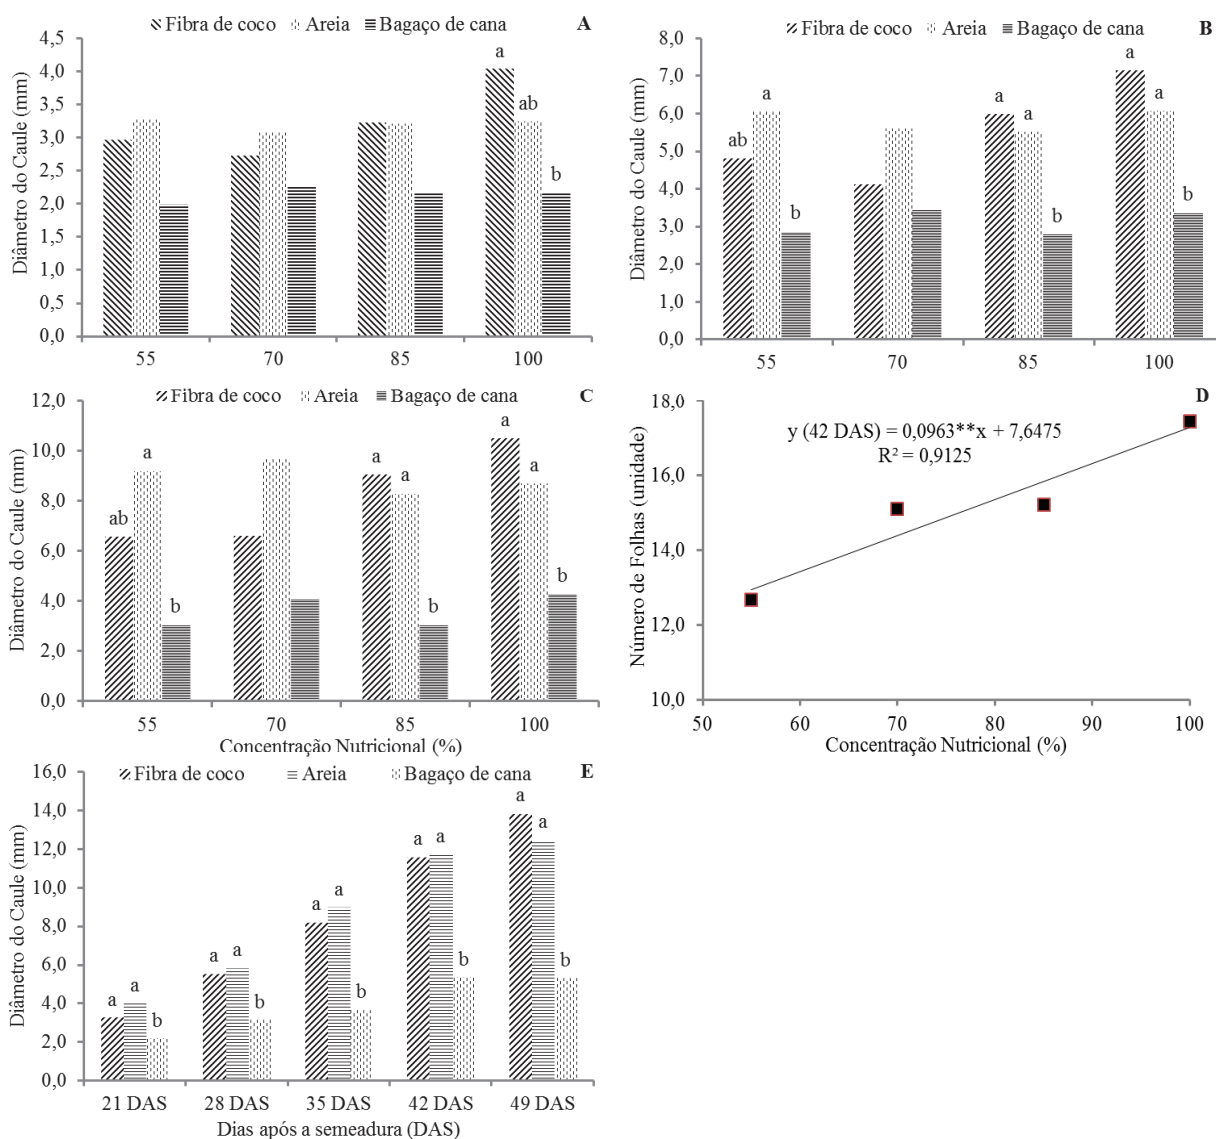 Fibra de coco Areia Bagaço de cana A
Diâmetro do Caule (mm)
4,5
4,0
3,5
3,0
2,5
2,0
1,5
1,0
0,5
0,0
a
ab
b
55 70 85 100
Fibra de coco Areia Bagaço de cana B
Diâmetro do Caule (mm)
8,0
7,0
6,0
5,0
4,0
3,0
2,0
1,0
0,0
ab a b
a a b
a a b
55 70 85 100
Fibra de coco Areia Bagaço de cana C
Diâmetro do Caule (mm)
12,0
10,0
8,0
6,0
4,0
2,0
0,0
ab a b
a a b
a a b
55 70 85 100
Concentração Nutricional (%)
D
Número de Folhas (unidade)
18,0
16,0
14,0
12,0
10,0
y (42 DAS) = 0,0963**x + 7,6475
R² = 0,9125
50 60 70 80 90 100
Concentração Nutricional (%)
Fibra de coco Areia Bagaço de cana E
Diâmetro do Caule (mm)
16,0
14,0
12,0
10,0
8,0
6,0
4,0
2,0
0,0
a a b
a a b
a a b
a a b
a a b
21 DAS 28 DAS 35 DAS 42 DAS 49 DAS
Dias após a semeadura (DAS)